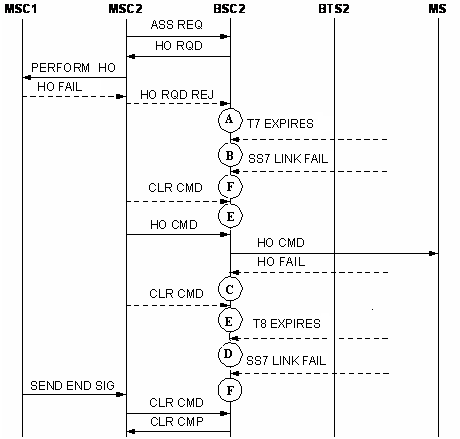 MSC1 MSC2 BSC2 BTS2 MS
ASS REQ
HO RQD
PERFORM HO
HO FAIL
HO RQD REJ
A
T7 EXPIRES
B
SS7 LINK FAIL
F
CLR CMD
E
HO CMD
HO CMD
HO FAIL
C
CLR CMD
E
T8 EXPIRES
D
SS7 LINK FAIL
F
SEND END SIG
CLR CMD
CLR CMP